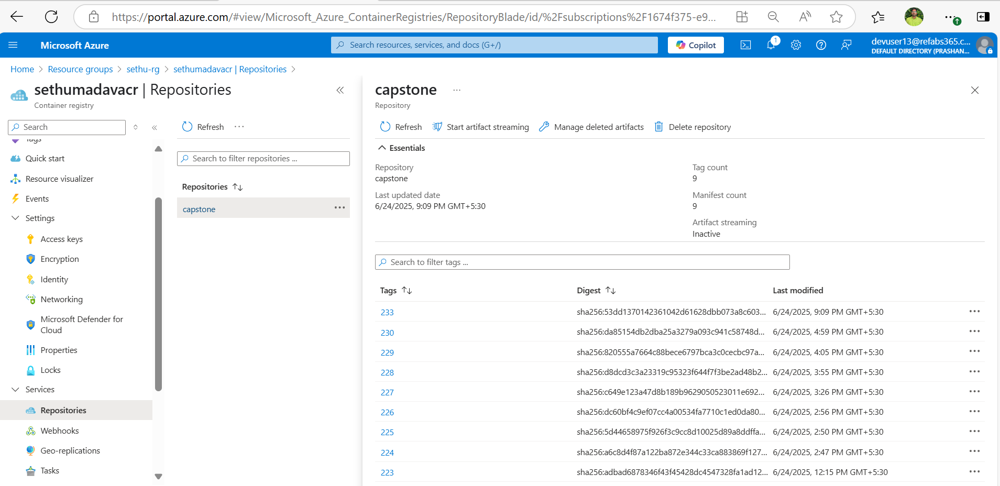 https://portal.azure.com/#view/Microsoft_Azure_ContainerRegistries/RepositoryBlade/id/%2Fsubscriptions%2F1674f375-e9...
Microsoft Azure
Search resources, services, and docs (G+/)
Copilot
1
devuser13@refabs365.c...
DEFAULT DIRECTORY (PRASHAN...
Home > Resource groups > sethu-rg > sethumadavacr | Repositories >
sethumadavacr | Repositories
Container registry
Search
Tags
Quick start
Resource visualizer
Events
Settings
Access keys
Encryption
Identity
Networking
Microsoft Defender for
Cloud
Properties
Locks
Services
Repositories
Webhooks
Geo-replications
Tasks
Refresh
Search to filter repositories ...
Repositories
capstone
capstone
Repository
Refresh Start artifact streaming Manage deleted artifacts Delete repository
Essentials
Repository
capstone
Last updated date
6/24/2025, 9:09 PM GMT+5:30
Tag count
9
Manifest count
9
Artifact streaming
Inactive
Search to filter tags ...
Tags Digest Last modified
233 sha256:53dd1370142361042d61628dbb073a8c603... 6/24/2025, 9:09 PM GMT+5:30
230 sha256:da85154db2dba25a3279a093c941c58748d... 6/24/2025, 4:59 PM GMT+5:30
229 sha256:820555a7664c88bece6797bca3c0cecbc97a... 6/24/2025, 4:05 PM GMT+5:30
228 sha256:d8dcd3c3a23319c95323f644f7f3be2ad48b2... 6/24/2025, 3:55 PM GMT+5:30
227 sha256:c649e123a47d8b189b9629050523011e692... 6/24/2025, 3:26 PM GMT+5:30
226 sha256:dc60bf4c9ef07cc4a00534fa7710c1ed0da80... 6/24/2025, 2:56 PM GMT+5:30
225 sha256:5d44658975f926f3c9cc8d10025d89a8ddffa... 6/24/2025, 2:50 PM GMT+5:30
224 sha256:a6c8d4f87a122ba872e344c33ca883869f127... 6/24/2025, 2:47 PM GMT+5:30
223 sha256:adbad6878346f43f45428dc4547328fa1ad12... 6/24/2025, 12:15 PM GMT+5:30